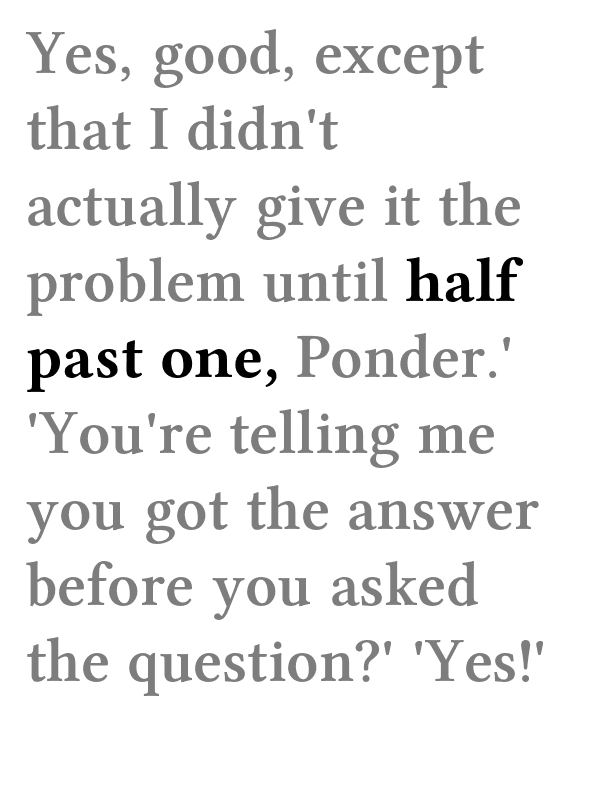 Yes, good, except
that I didn't
actually give it the
problem until half
past one, Ponder.'
'You're telling me
you got the answer
before you asked
the question?' 'Yes!'